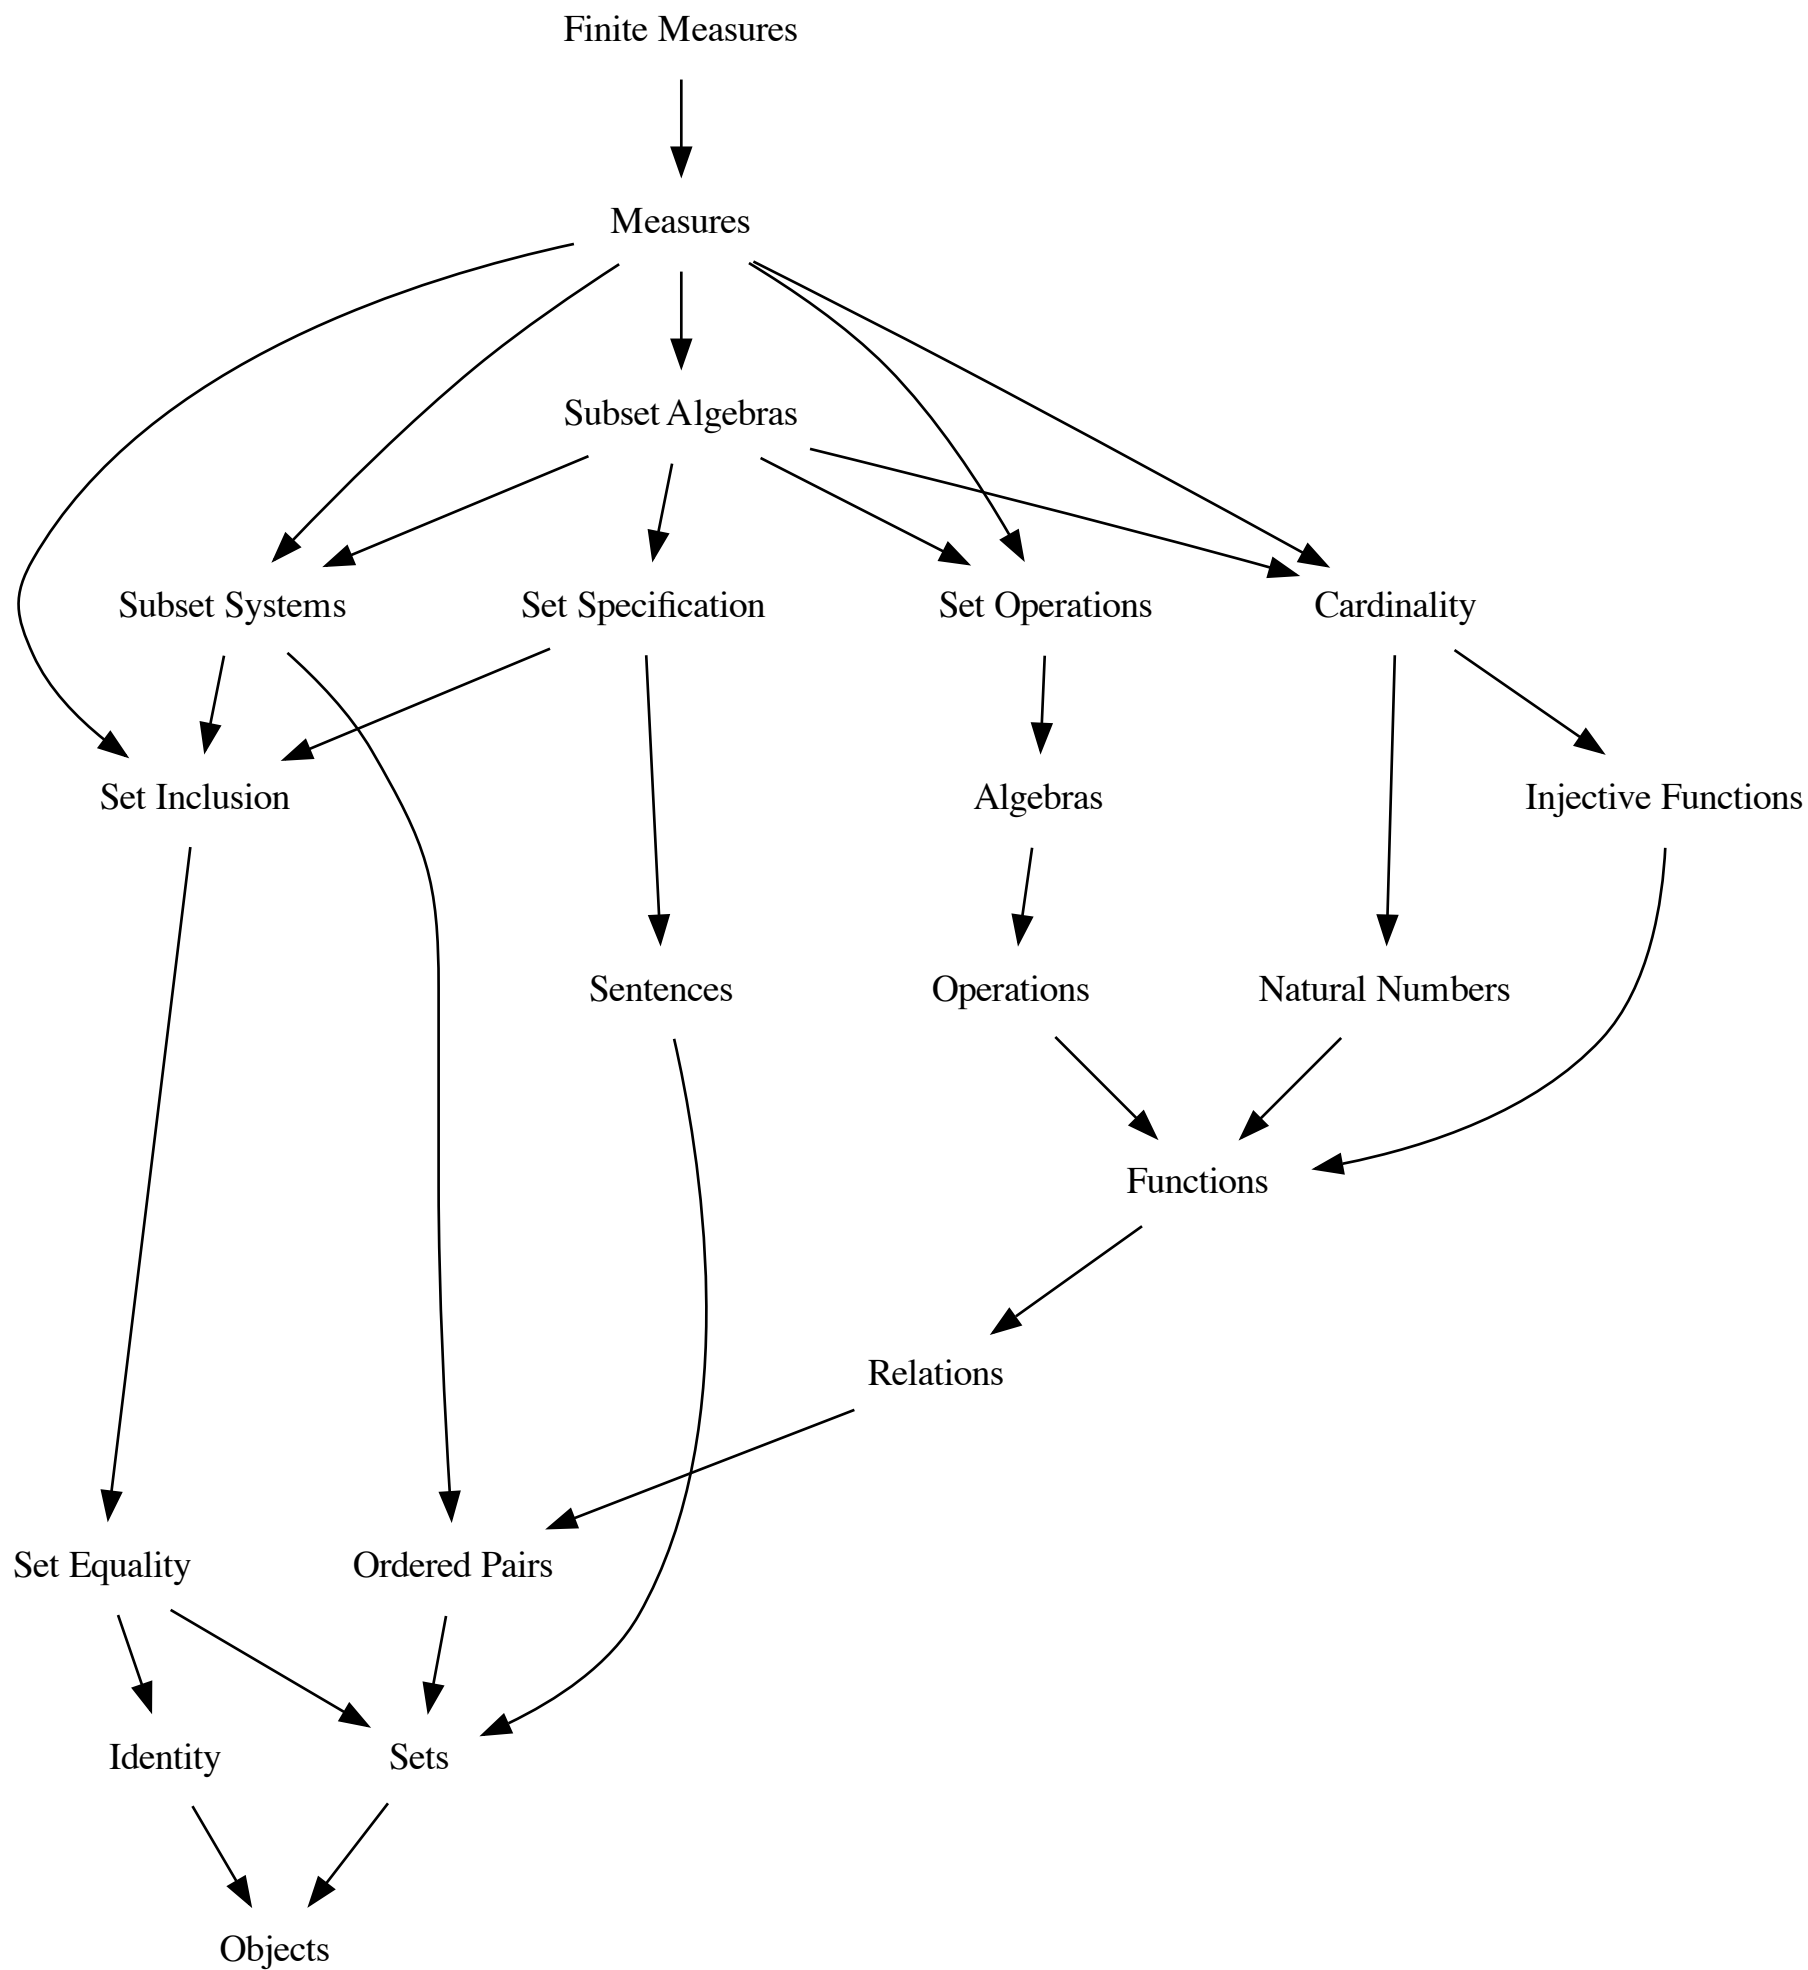 Finite Measures
Measures
Subset Algebras
Subset Systems
Set Specification
Set Operations
Cardinality
Set Inclusion
Algebras
Injective Functions
Sentences
Operations
Natural Numbers
Functions
Relations
Set Equality
Ordered Pairs
Identity
Sets
Objects